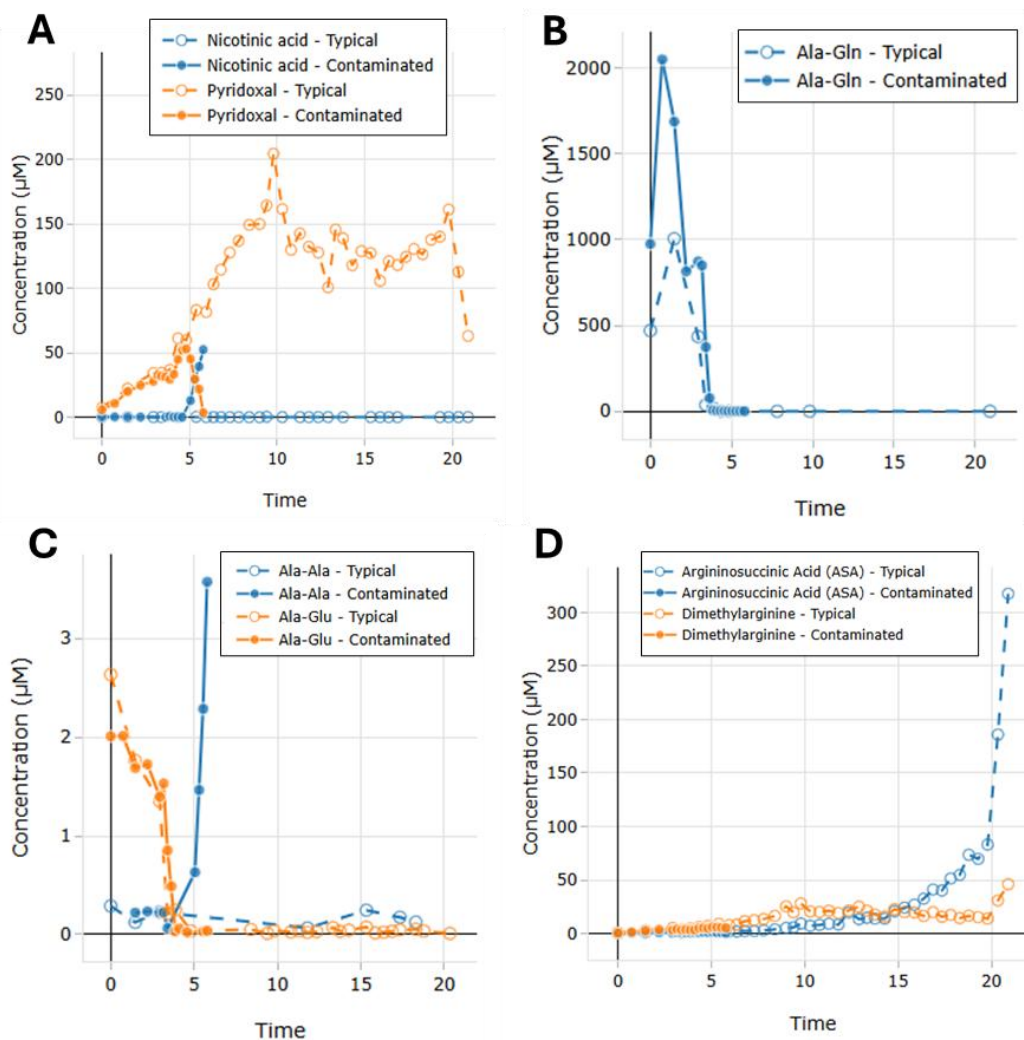 A
Nicotinic acid - Typical
Nicotinic acid - Contaminated
Pyridoxal - Typical
Pyridoxal - Contaminated
250
200
150
100
50
0
Concentration (µM)
0 5 10 15 20
Time
B
Ala-Gln - Typical
Ala-Gln - Contaminated
2000
1500
1000
500
0
Concentration (µM)
0 5 10 15 20
Time
C
Ala-Ala - Typical
Ala-Ala - Contaminated
Ala-Glu - Typical
Ala-Glu - Contaminated
3
2
1
0
Concentration (µM)
0 5 10 15 20
Time
D
Argininosuccinic Acid (ASA) - Typical
Argininosuccinic Acid (ASA) - Contaminated
Dimethylarginine - Typical
Dimethylarginine - Contaminated
300
250
200
150
100
50
0
Concentration (µM)
0 5 10 15 20
Time